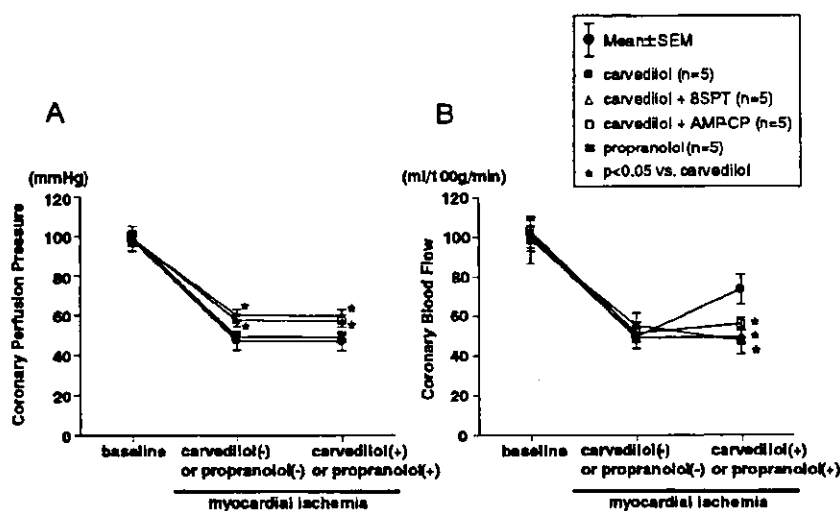 Mean±SEM
carvedilol (n=5)
carvedilol + 8SPT (n=5)
carvedilol + AMP-CP (n=5)
propranolol (n=5)
* p<0.05 vs. carvedilol
A
(mmHg)
Coronary Perfusion Pressure
120
100
80
60
40
20
0
* *
* *
baseline carvedilol(-) carvedilol(+)
or propranolol(-) or propranolol(+)
myocardial ischemia
B
(ml/100g/min)
Coronary Blood Flow
120
100
80
60
40
20
0
*
*
*
baseline carvedilol(-) carvedilol(+)
or propranolol(-) or propranolol(+)
myocardial ischemia